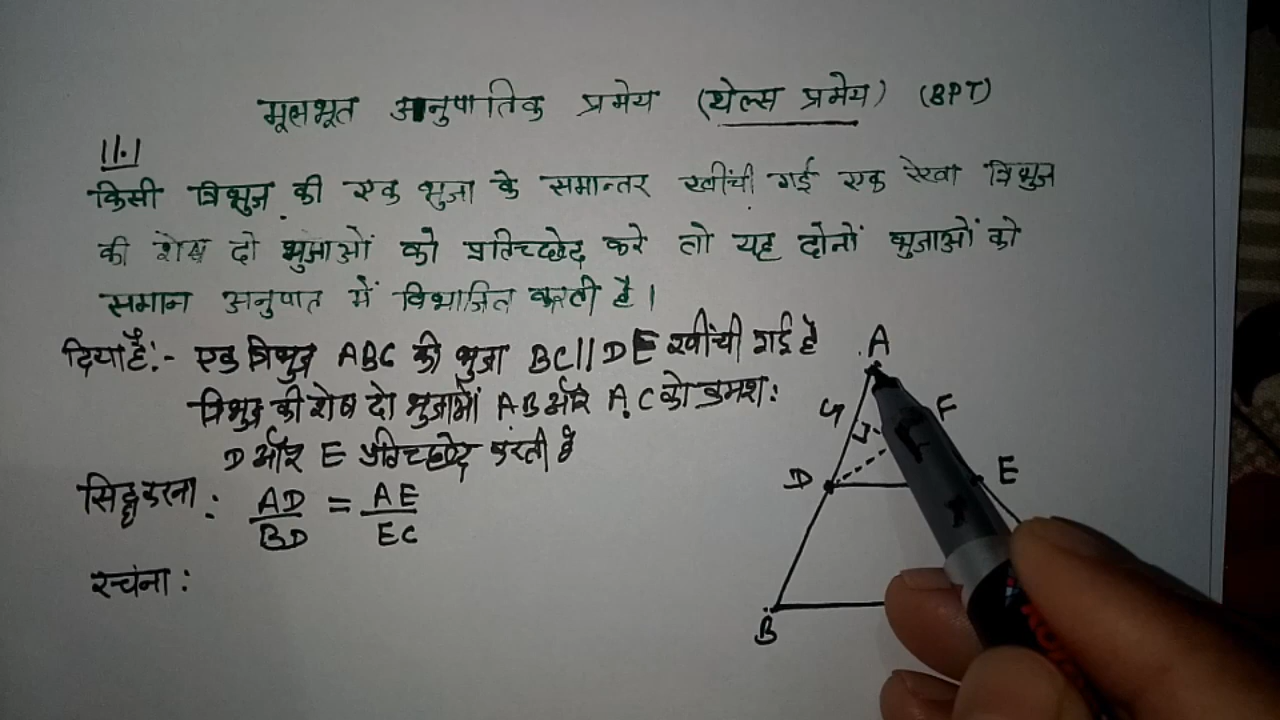 मूलभूत अनुपातिक प्रमेय (थेल्स प्रमेय) (BPT)
11.1
किसी त्रिभुज की एक भुजा के समान्तर खींची गई एक रेखा त्रिभुज
की शेष दो भुजाओं को प्रतिच्छेद करे तो यह दोनों भुजाओं को
समान अनुपात में विभाजित करती है।
दिया है:- एक त्रिभुज ABC की भुजा BC//DE खींची गई है
त्रिभुज की शेष दो भुजाओं AB और AC को क्रमश:
D और E प्रतिच्छेद करती है
सिद्ध करना: AD/BD = AE/EC
रचना:
A
G
F
D
E
B